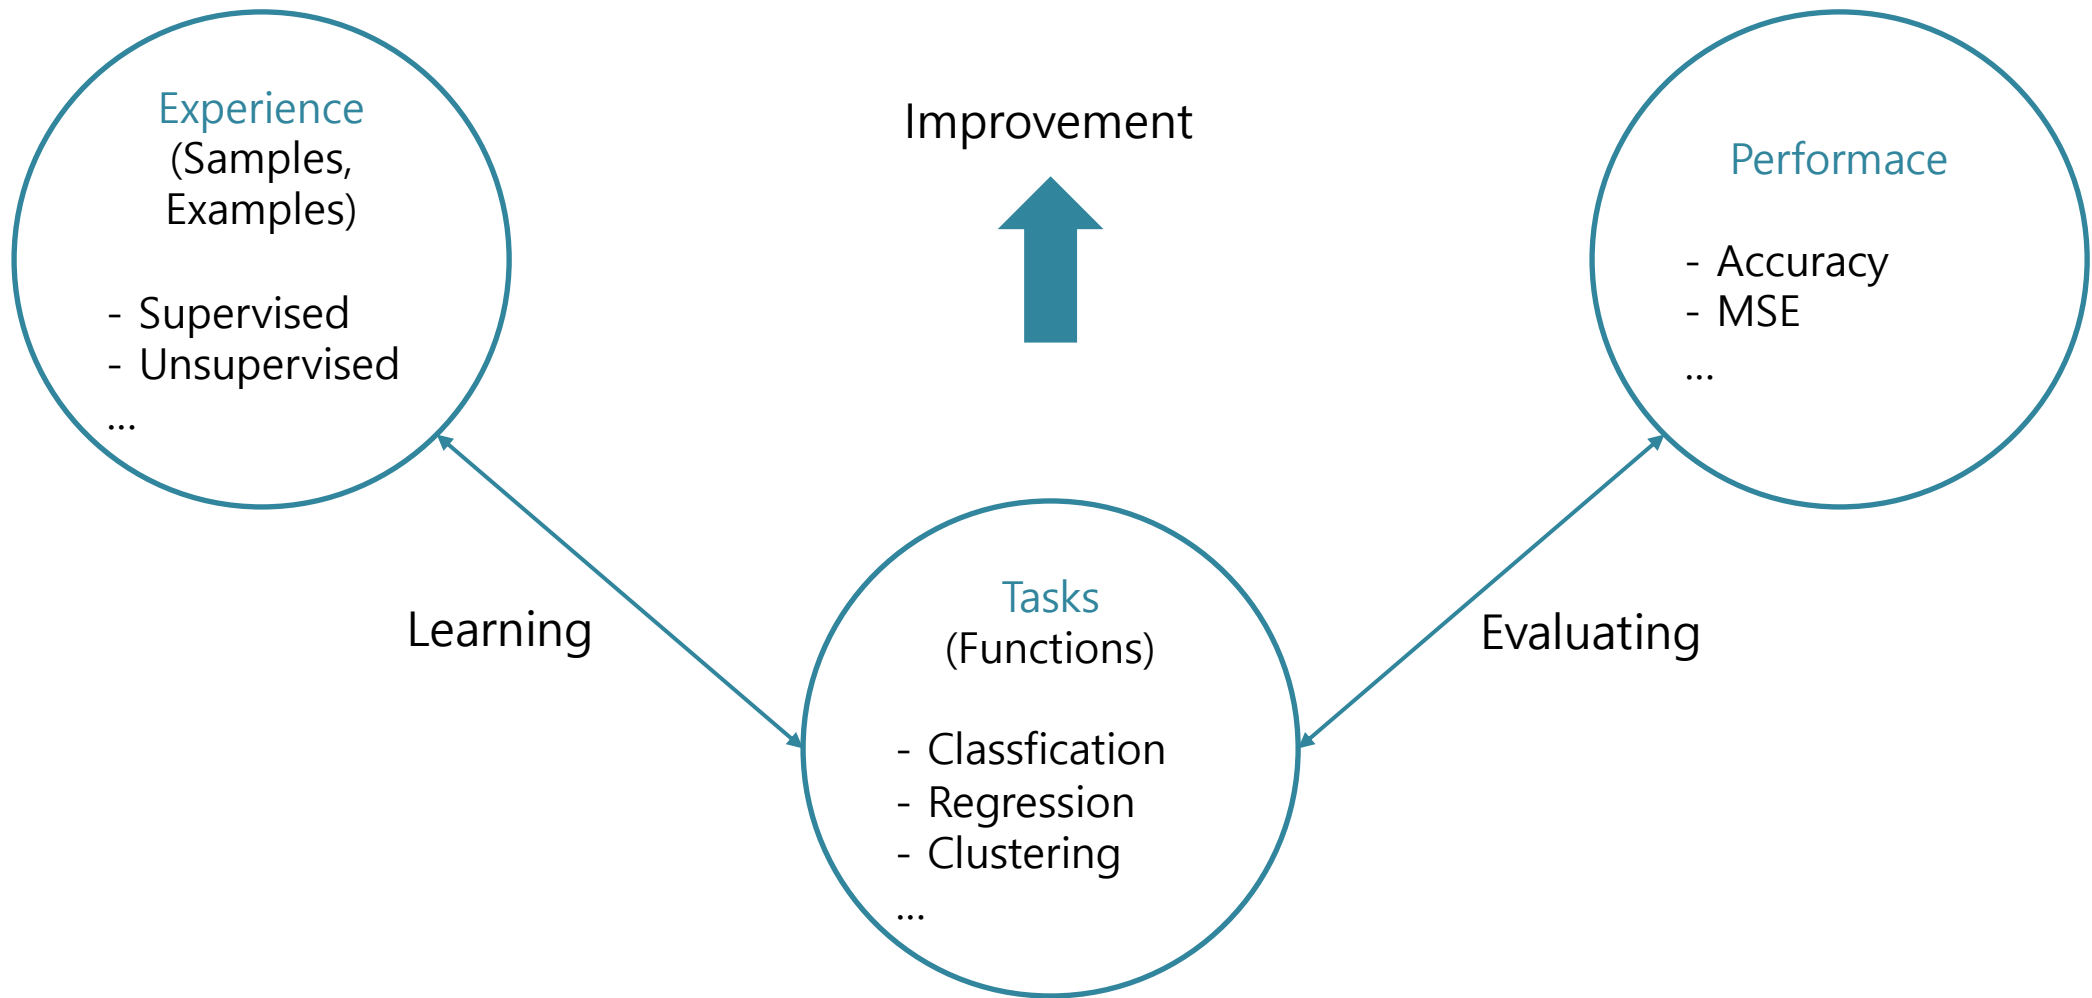 Experience
(Samples,
Examples)
- Supervised
- Unsupervised
...
Improvement
Performace
- Accuracy
- MSE
...
Learning
Tasks
(Functions)
- Classfication
- Regression
- Clustering
...
Evaluating